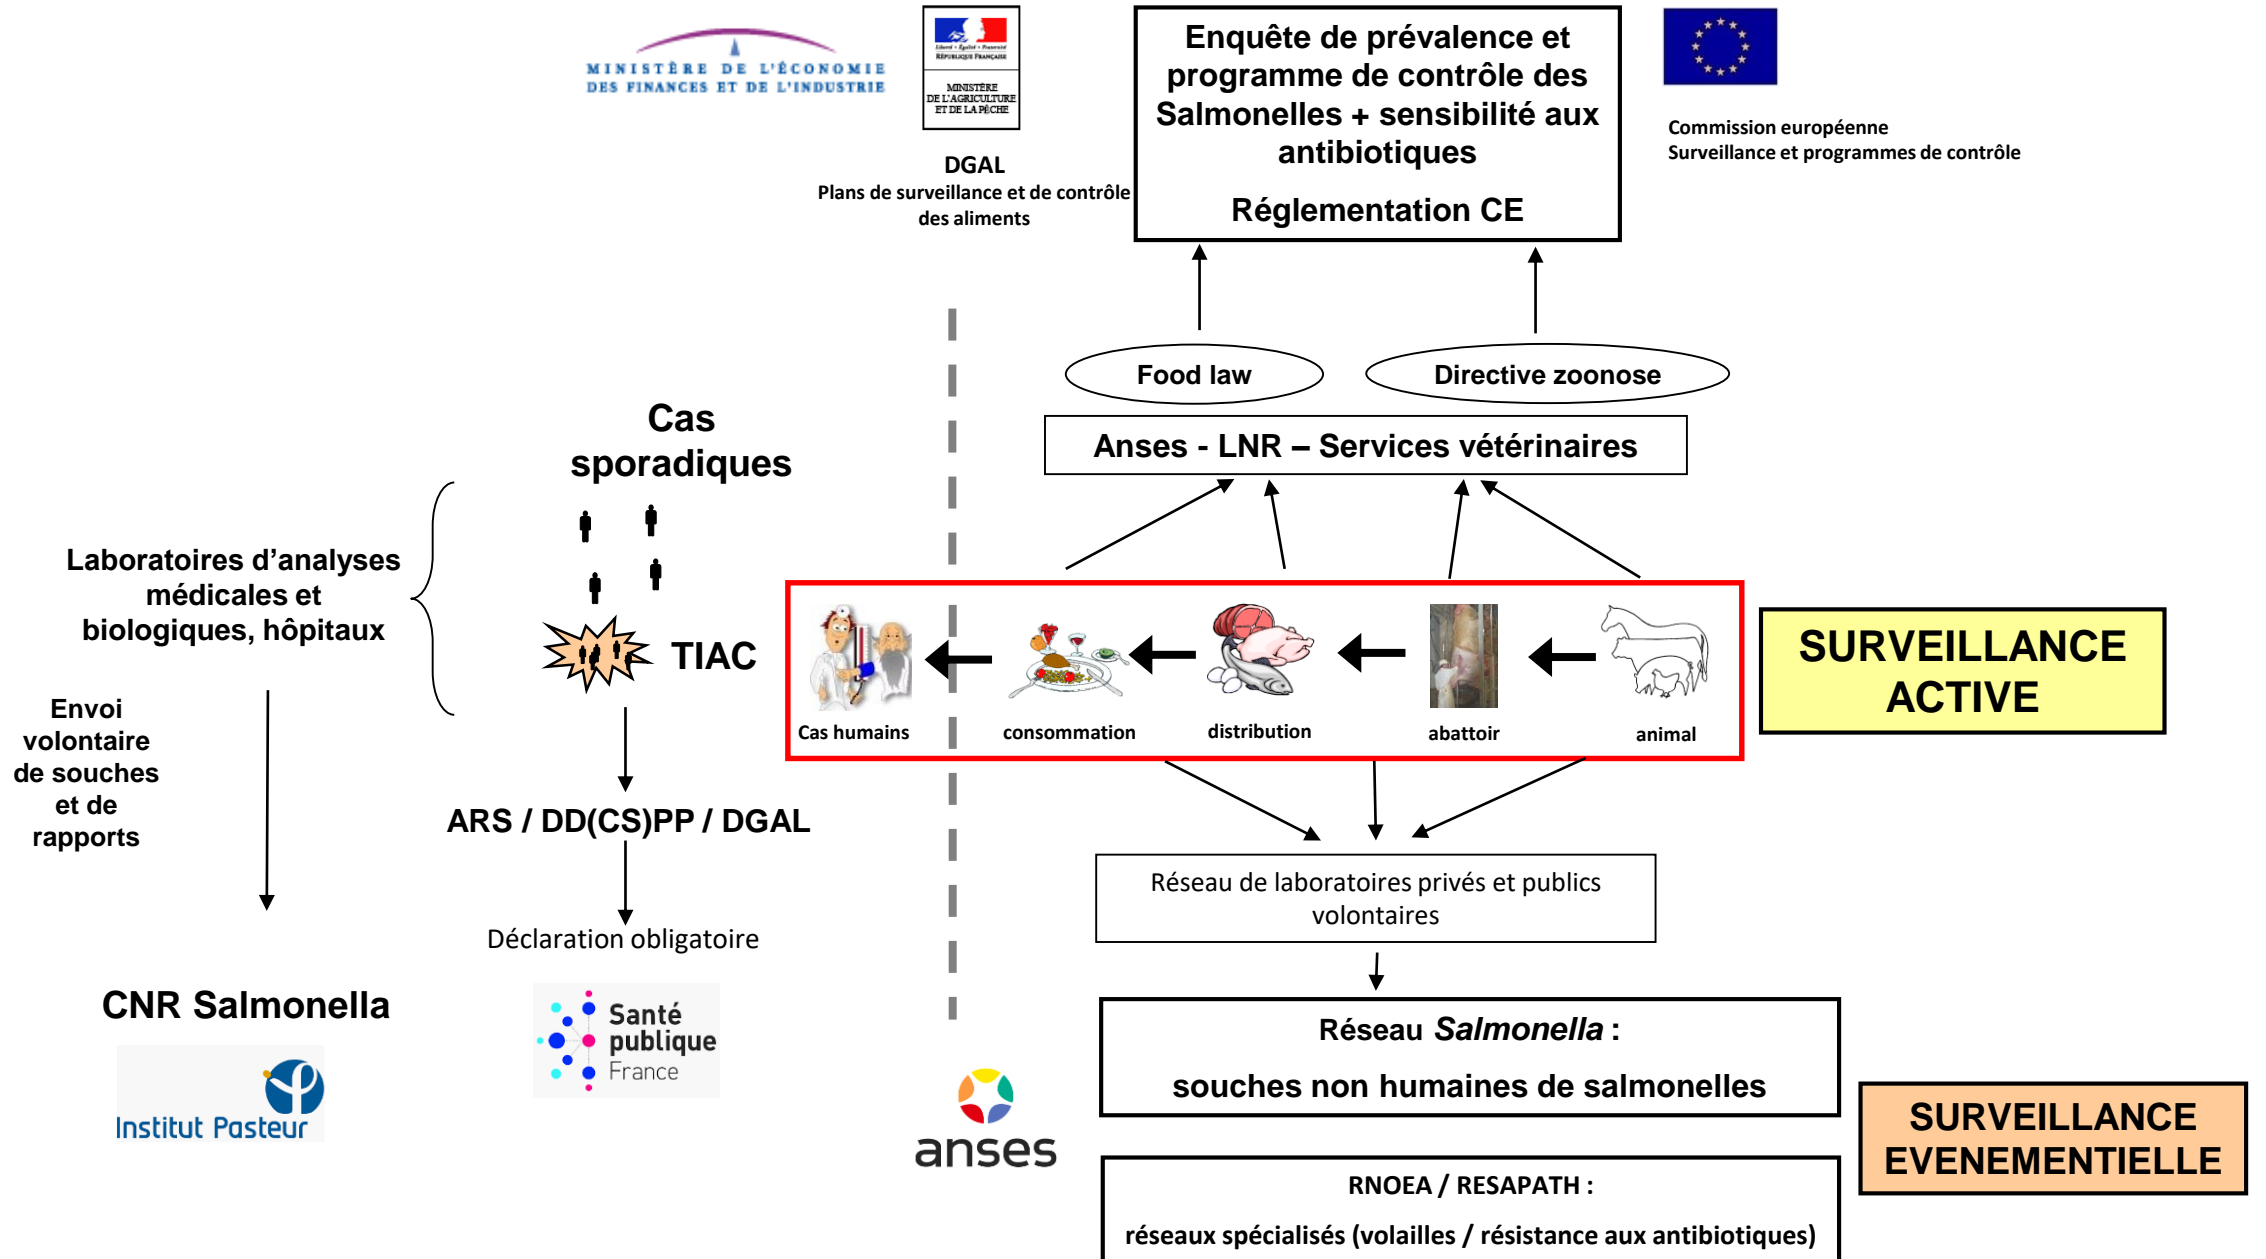 MINISTÈRE DE L'ÉCONOMIE
DES FINANCES ET DE L'INDUSTRIE
Liberté • Égalité • Fraternité
RÉPUBLIQUE FRANÇAISE
MINISTÈRE
DE L'AGRICULTURE
ET DE LA PÊCHE
DGAL
Plans de surveillance et de contrôle
des aliments
Enquête de prévalence et
programme de contrôle des
Salmonelles + sensibilité aux
antibiotiques
Réglementation CE
Commission européenne
Surveillance et programmes de contrôle
Food law
Directive zoonose
Anses - LNR – Services vétérinaires
Cas
sporadiques
Laboratoires d'analyses
médicales et
biologiques, hôpitaux
TIAC
Cas humains
consommation
distribution
abattoir
animal
SURVEILLANCE
ACTIVE
Envoi
volontaire
de souches
et de
rapports
ARS / DD(CS)PP / DGAL
Déclaration obligatoire
Réseau de laboratoires privés et publics
volontaires
CNR Salmonella
Institut Pasteur
Santé
publique
France
anses
Réseau Salmonella :
souches non humaines de salmonelles
SURVEILLANCE
EVENEMENTIELLE
RNOEA / RESAPATH :
réseaux spécialisés (volailles / résistance aux antibiotiques)